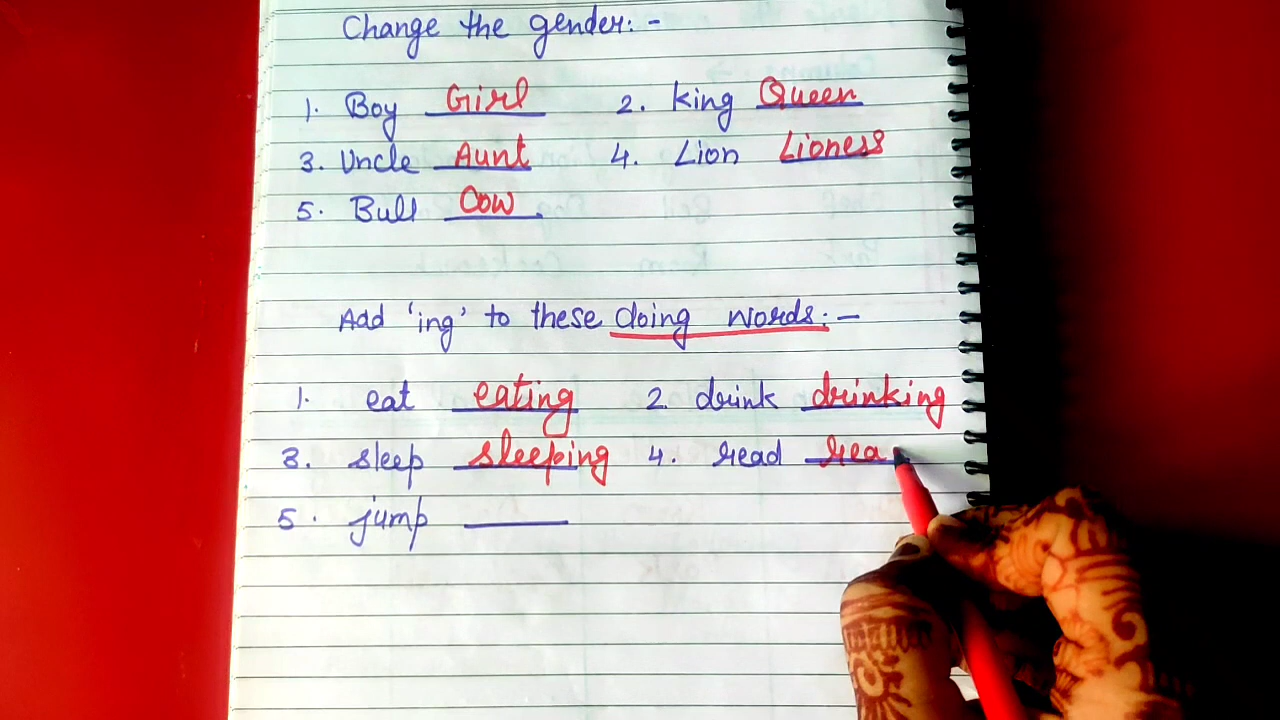 Change the gender:-
1. Boy Girl 2. King Queen
3. Uncle Aunt 4. Lion Lioness
5. Bull Cow
Add 'ing' to these doing words:-
1. eat eating 2. drink drinking
3. sleep sleeping 4. read rea
5. jump